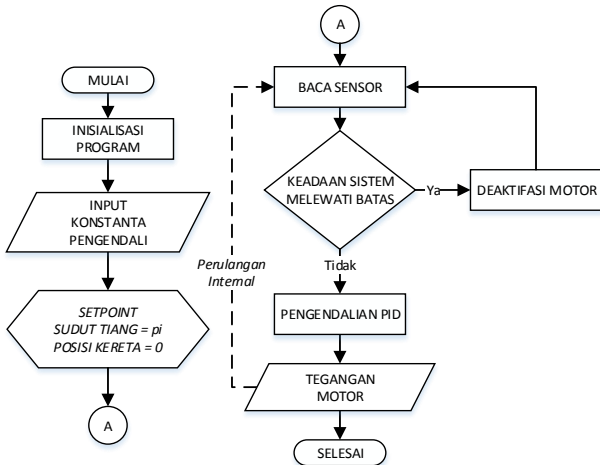 MULAI
INISIALISASI
PROGRAM
INPUT
KONSTANTA
PENGENDALI
SETPOINT
SUDUT TIANG = pi
POSISI KERETA = 0
A
A
BACA SENSOR
KEADAAN SISTEM
MELEWATI BATAS
Ya
DEAKTIFASI MOTOR
Tidak
Perulangan
Internal
PENGENDALIAN PID
TEGANGAN
MOTOR
SELESAI